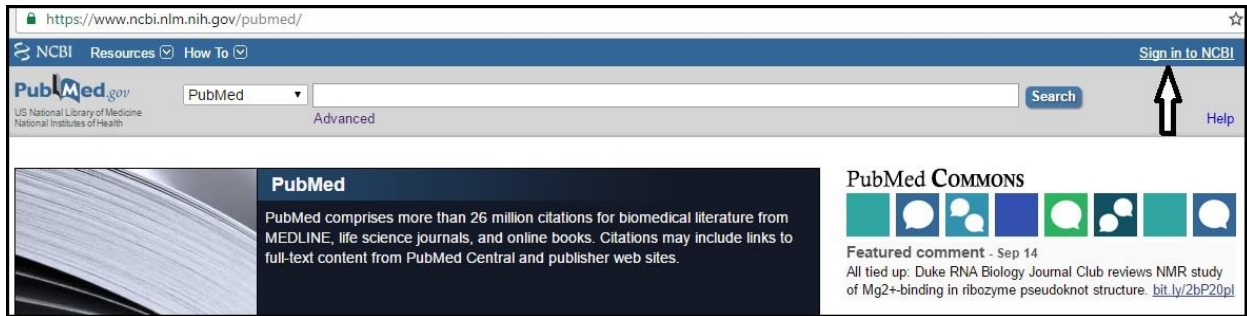 https://www.ncbi.nlm.nih.gov/pubmed/
NCBI Resources How To Sign in to NCBI
PubMed.gov
US National Library of Medicine
National Institutes of Health
PubMed
Search
Advanced
Help
PubMed
PubMed comprises more than 26 million citations for biomedical literature from
MEDLINE, life science journals, and online books. Citations may include links to
full-text content from PubMed Central and publisher web sites.
PubMed COMMONS
Featured comment - Sep 14
All tied up: Duke RNA Biology Journal Club reviews NMR study
of Mg2+-binding in ribozyme pseudoknot structure. bit.ly/2bP20pI